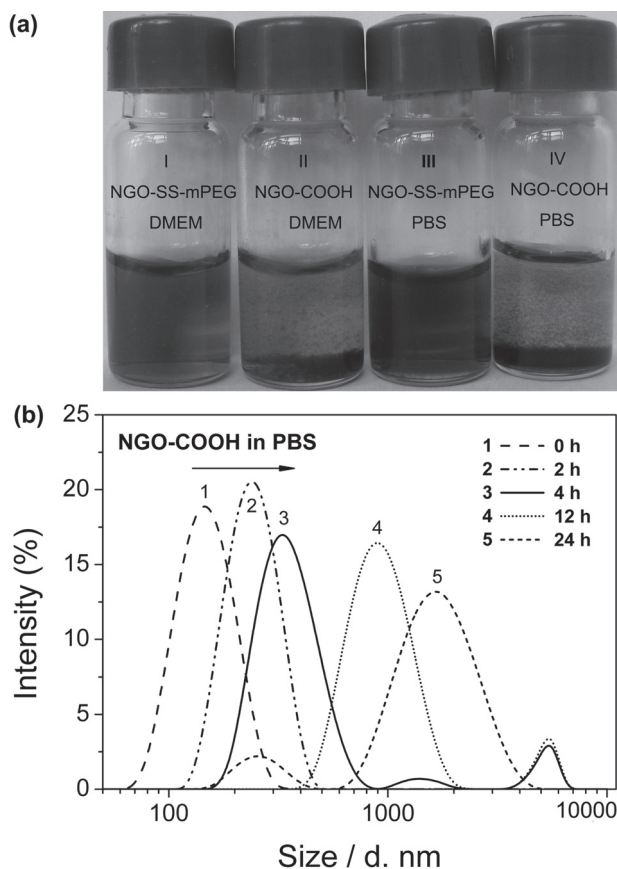 (a)
I
NGO-SS-mPEG
DMEM
II
NGO-COOH
DMEM
III
NGO-SS-mPEG
PBS
IV
NGO-COOH
PBS
(b)
25
20
15
10
5
0
Intensity (%)
NGO-COOH in PBS
1
2
3
4
5
1 0 h
2 2 h
3 4 h
4 12 h
5 24 h
100
1000
10000
Size / d. nm